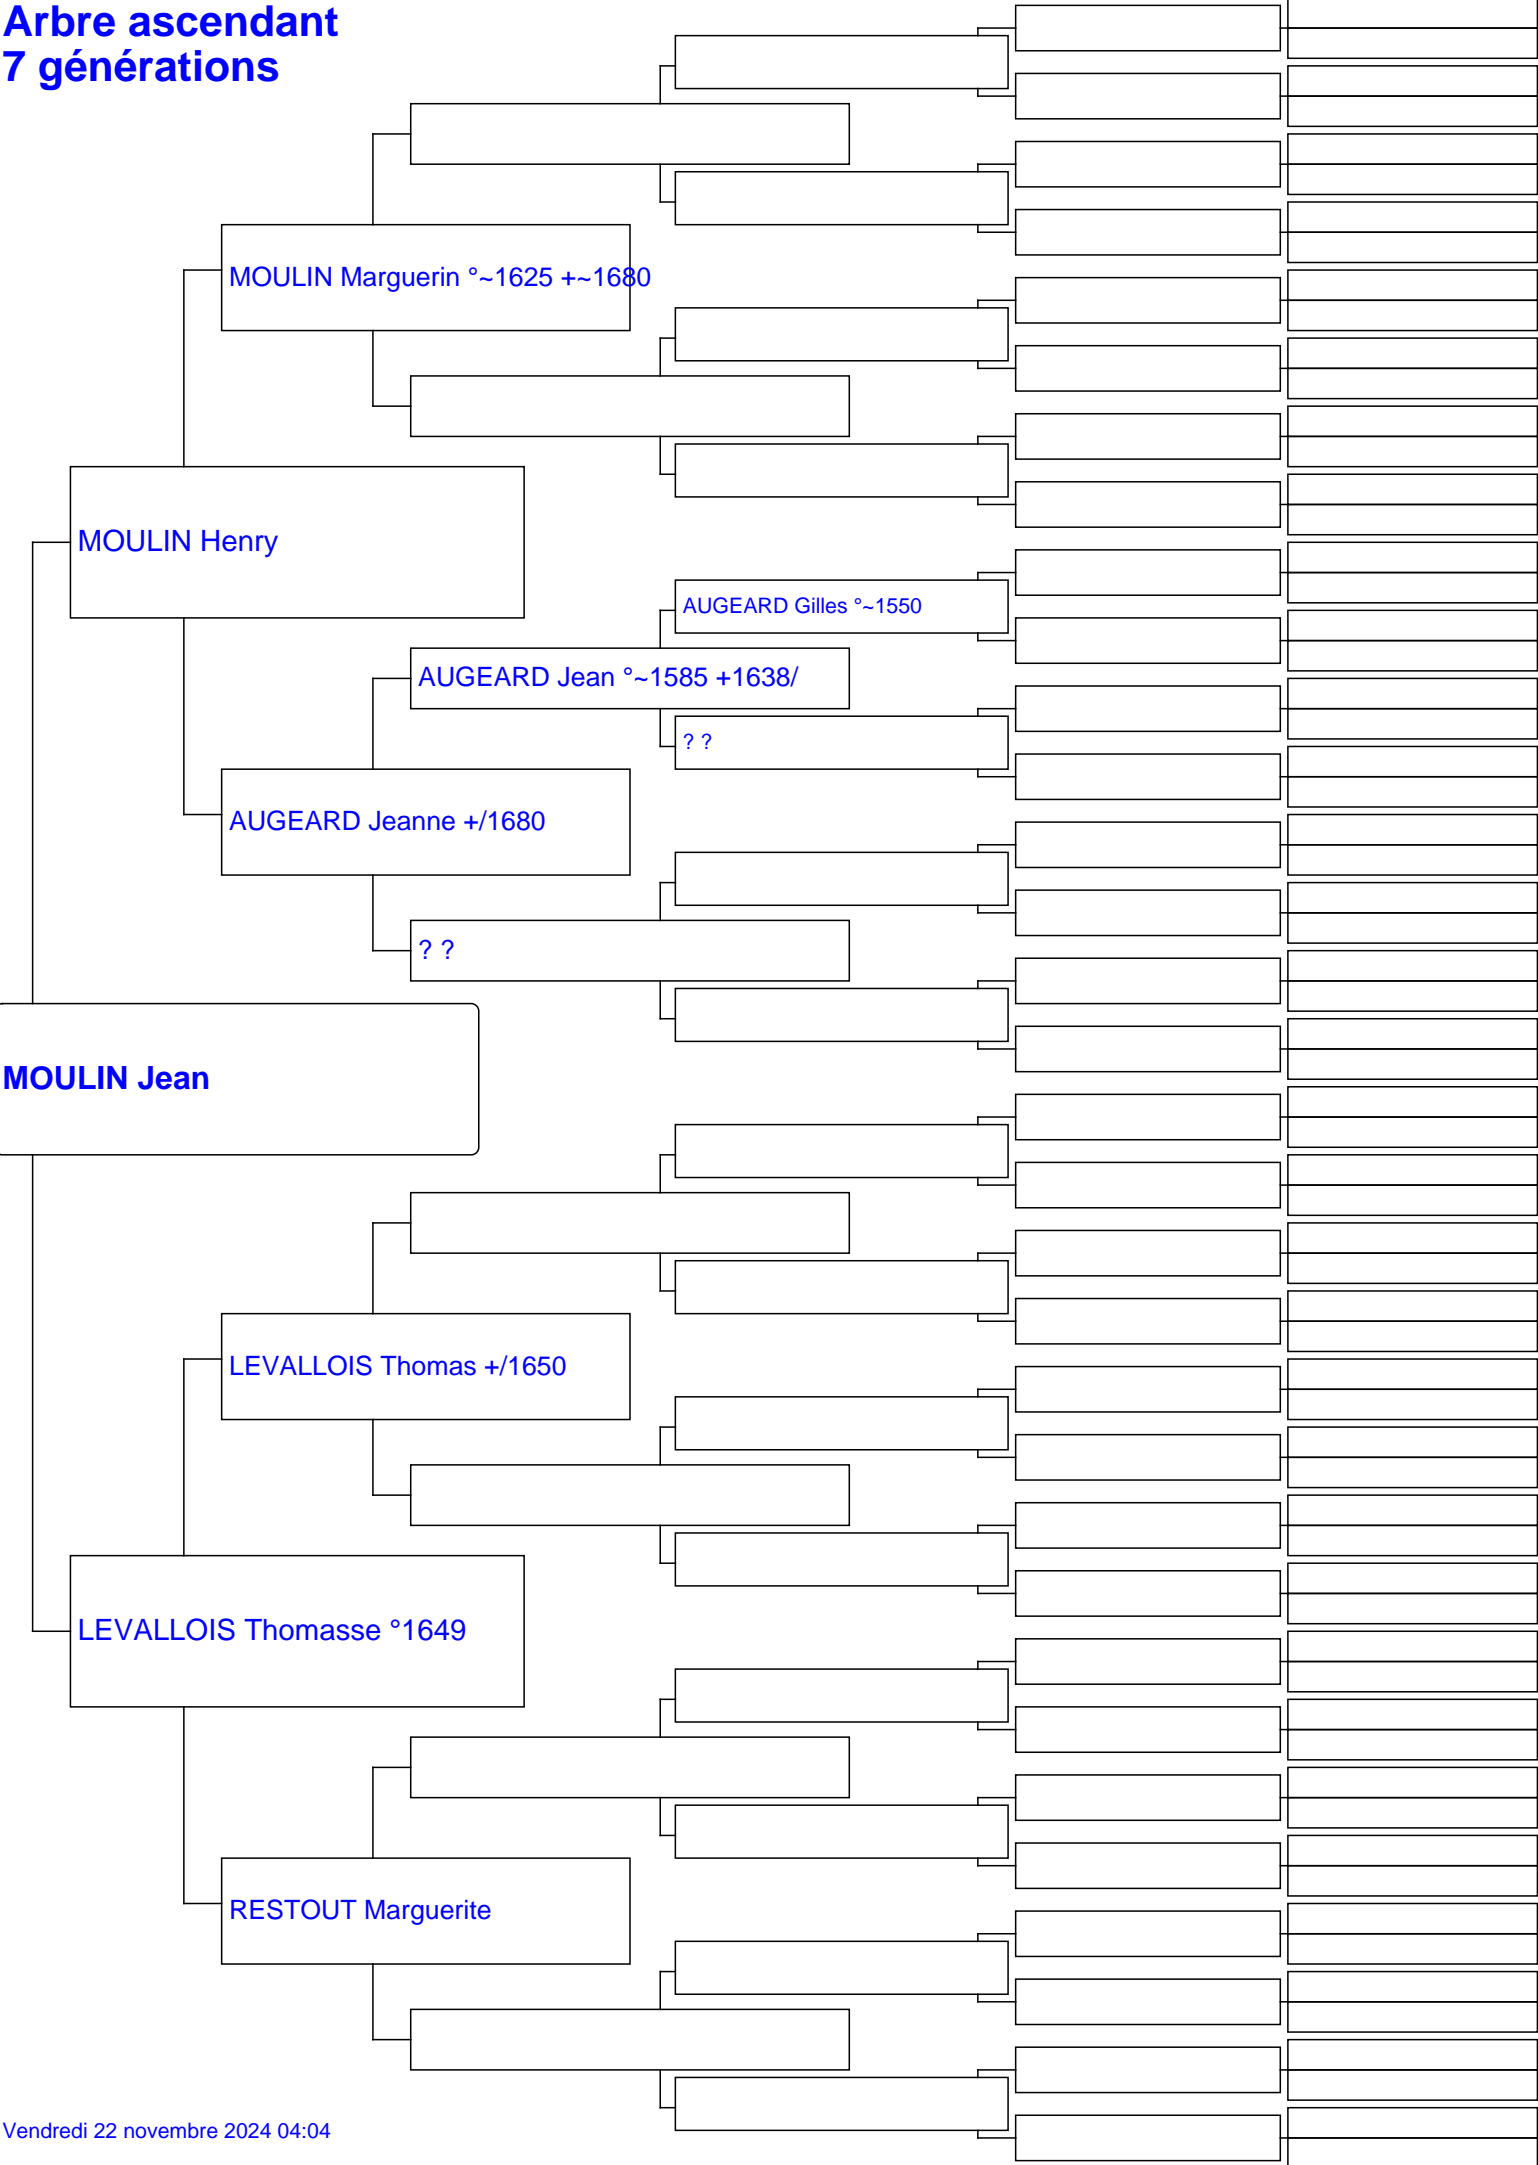 Arbre ascendant
7 générations
MOULIN Marguerin °~1625 +~1680
MOULIN Henry
AUGEARD Gilles °~1550
AUGEARD Jean °~1585 +1638/
? ?
AUGEARD Jeanne +/1680
? ?
MOULIN Jean
LEVALLOIS Thomas +/1650
LEVALLOIS Thomasse °1649
RESTOUT Marguerite
Vendredi 22 novembre 2024 04:04